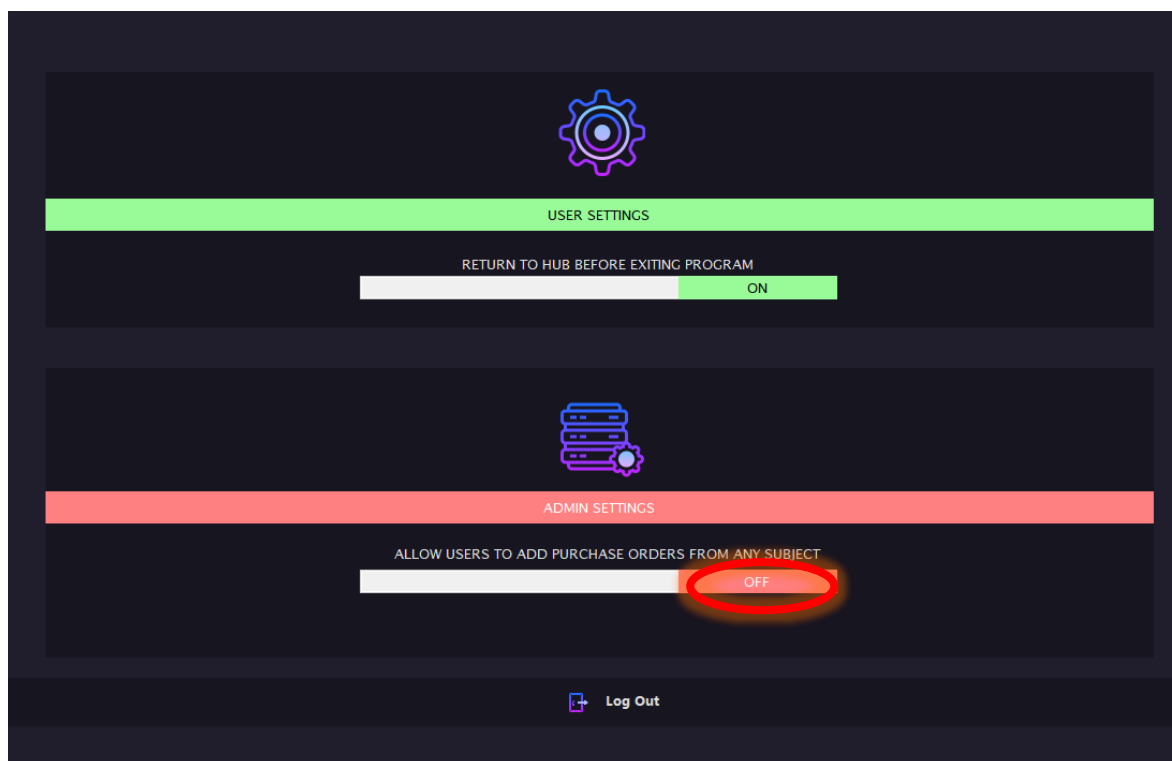 USER SETTINGS
RETURN TO HUB BEFORE EXITING PROGRAM
ON
ADMIN SETTINGS
ALLOW USERS TO ADD PURCHASE ORDERS FROM ANY SUBJECT
OFF
Log Out